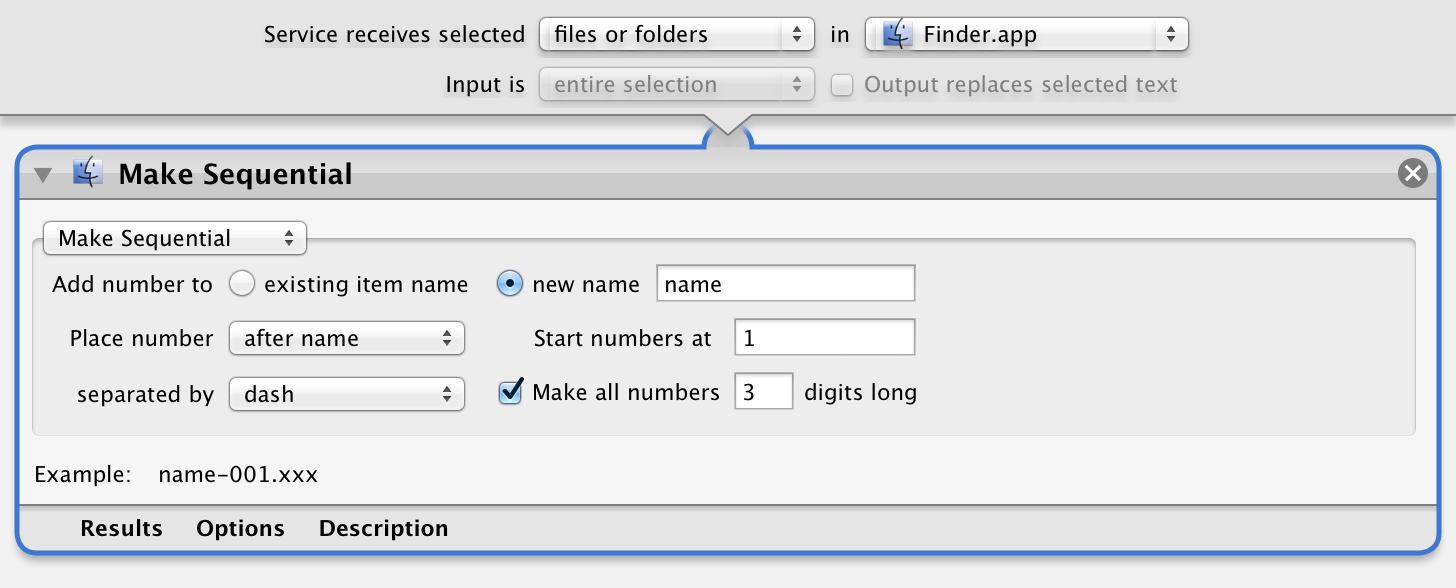 Service receives selected files or folders in Finder.app
Input is entire selection Output replaces selected text
Make Sequential
Make Sequential
Add number to existing item name new name name
Place number after name Start numbers at 1
separated by dash Make all numbers 3 digits long
Example: name-001.xxx
Results Options Description